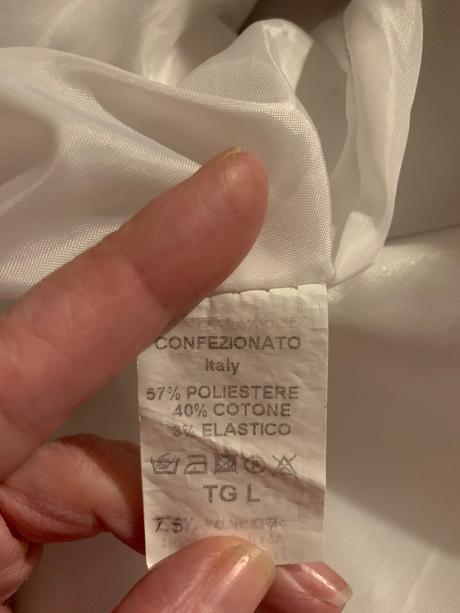 CONFEZIONATO
Italy
57% POLIESTERE
40% COTONE
3% ELASTICO
TG L